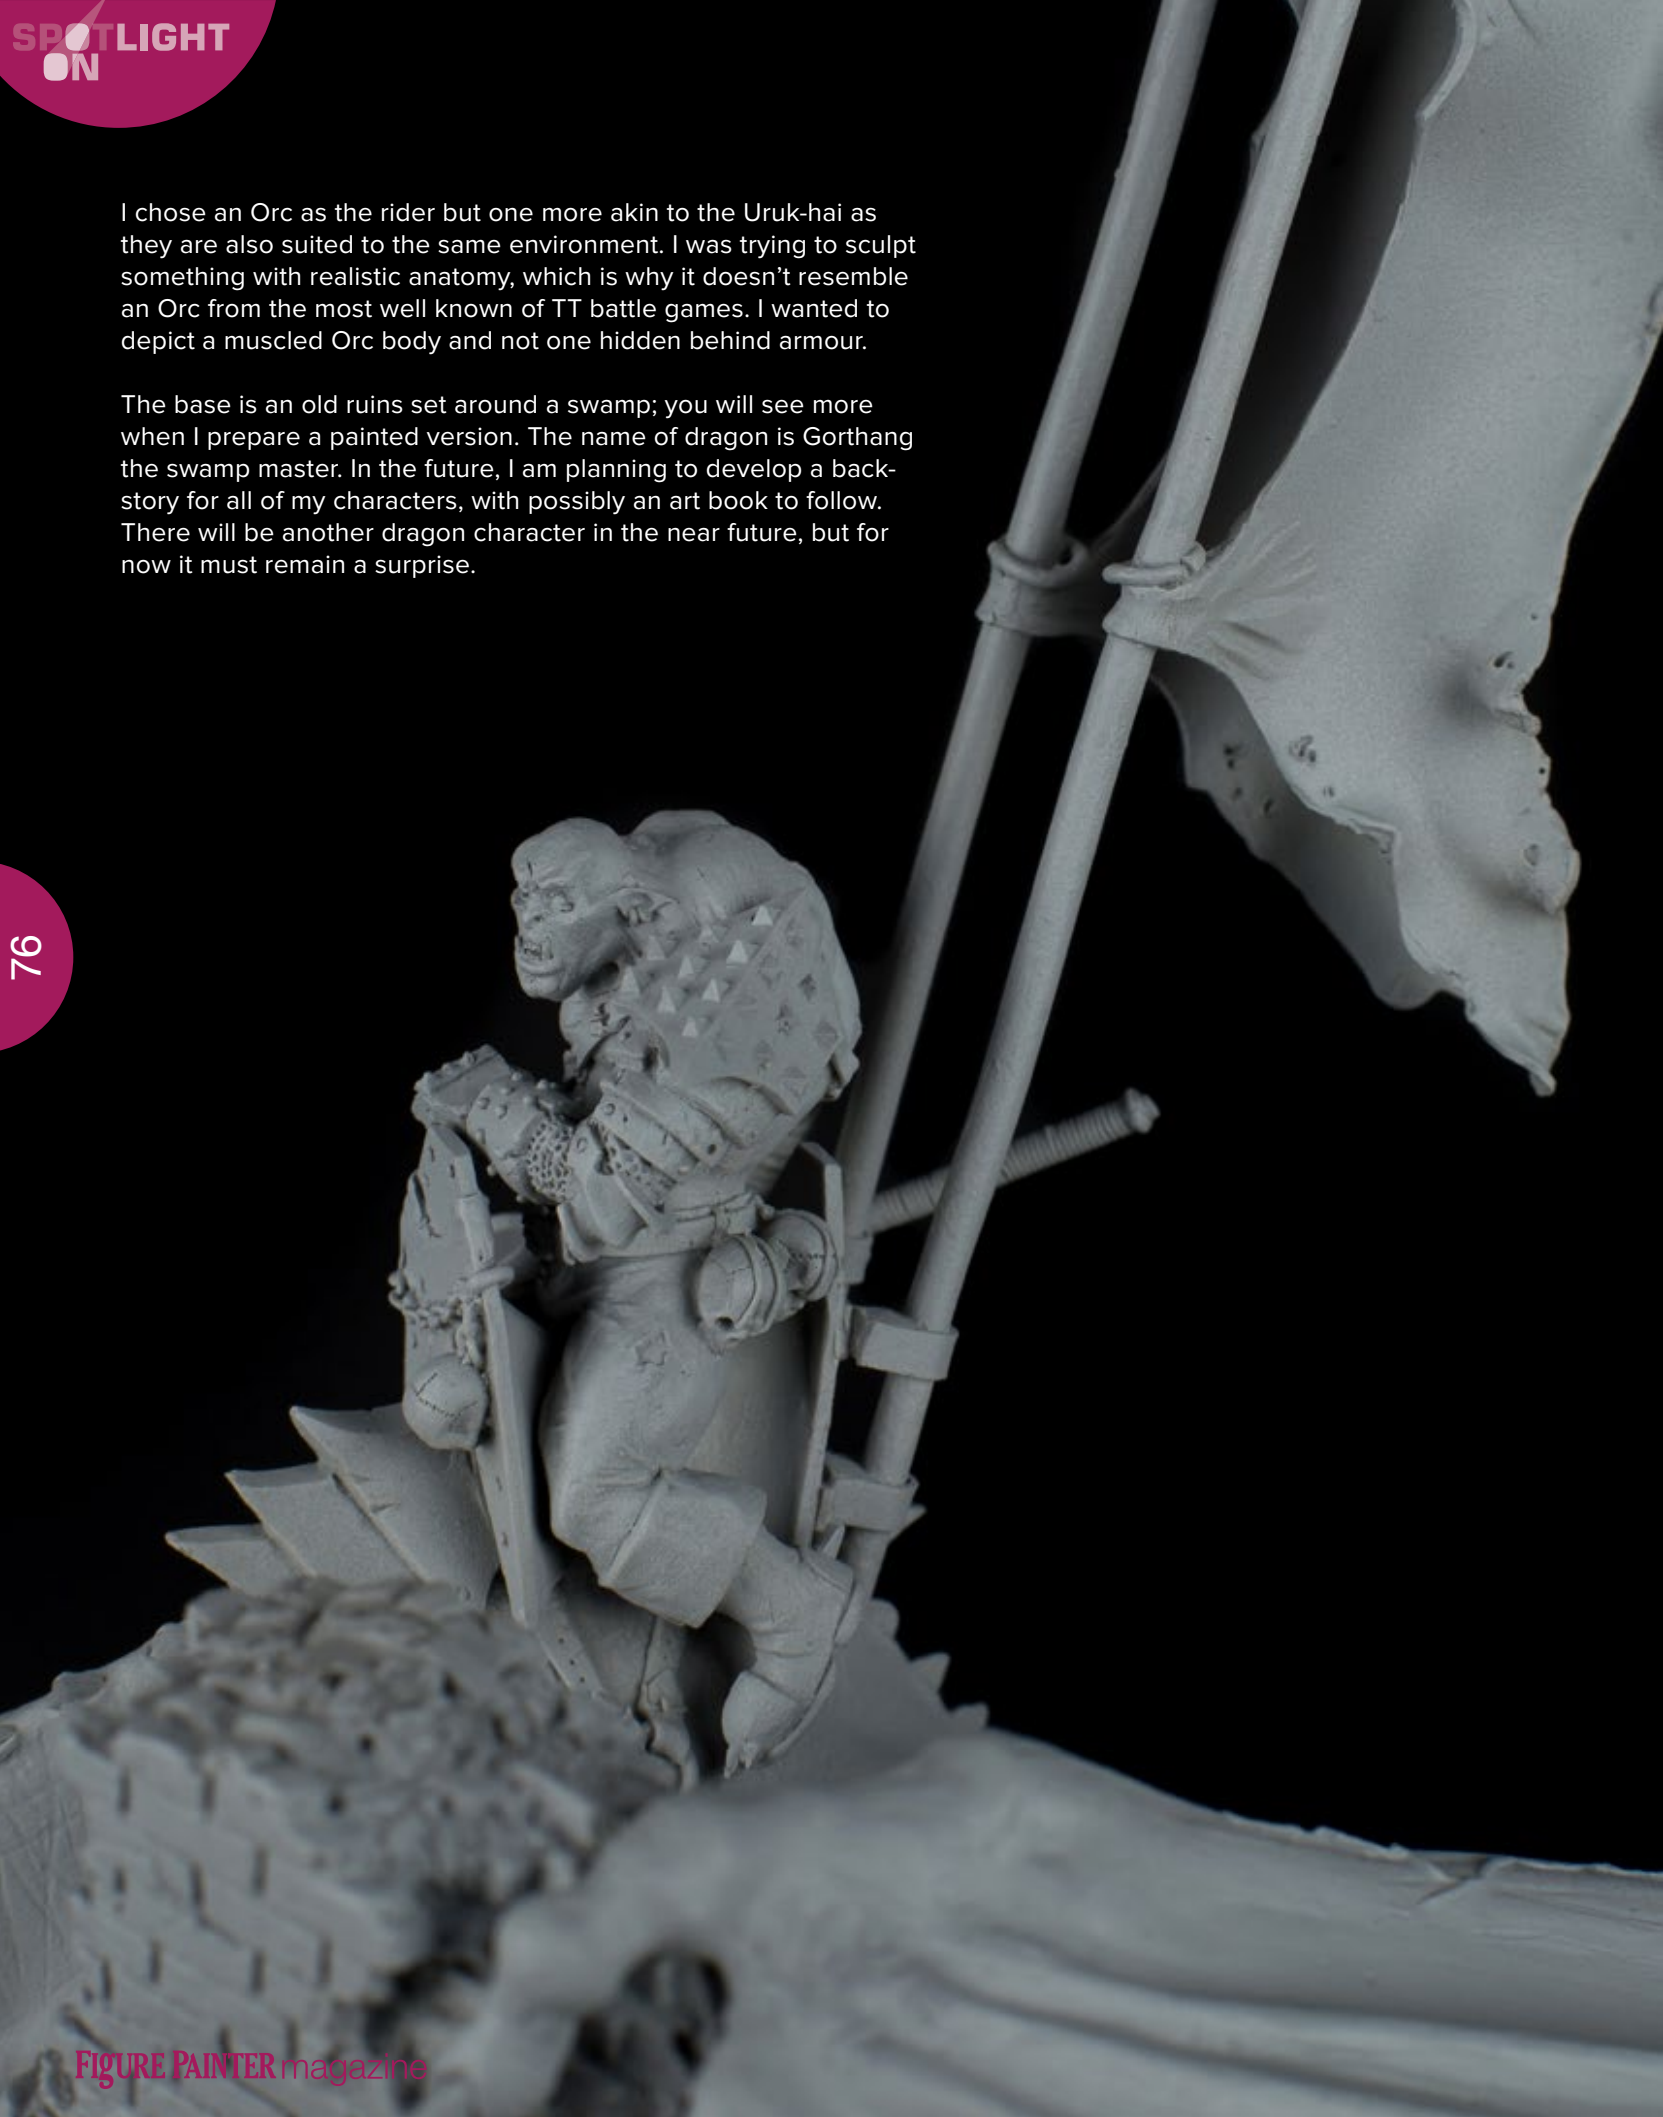 SPOTLIGHT
ON
I chose an Orc as the rider but one more akin to the Uruk-hai as
they are also suited to the same environment. I was trying to sculpt
something with realistic anatomy, which is why it doesn’t resemble
an Orc from the most well known of TT battle games. I wanted to
depict a muscled Orc body and not one hidden behind armour.
The base is an old ruins set around a swamp; you will see more
when I prepare a painted version. The name of dragon is Gorthang
the swamp master. In the future, I am planning to develop a back-
story for all of my characters, with possibly an art book to follow.
There will be another dragon character in the near future, but for
now it must remain a surprise.
76
FIGURE PAINTER magazine